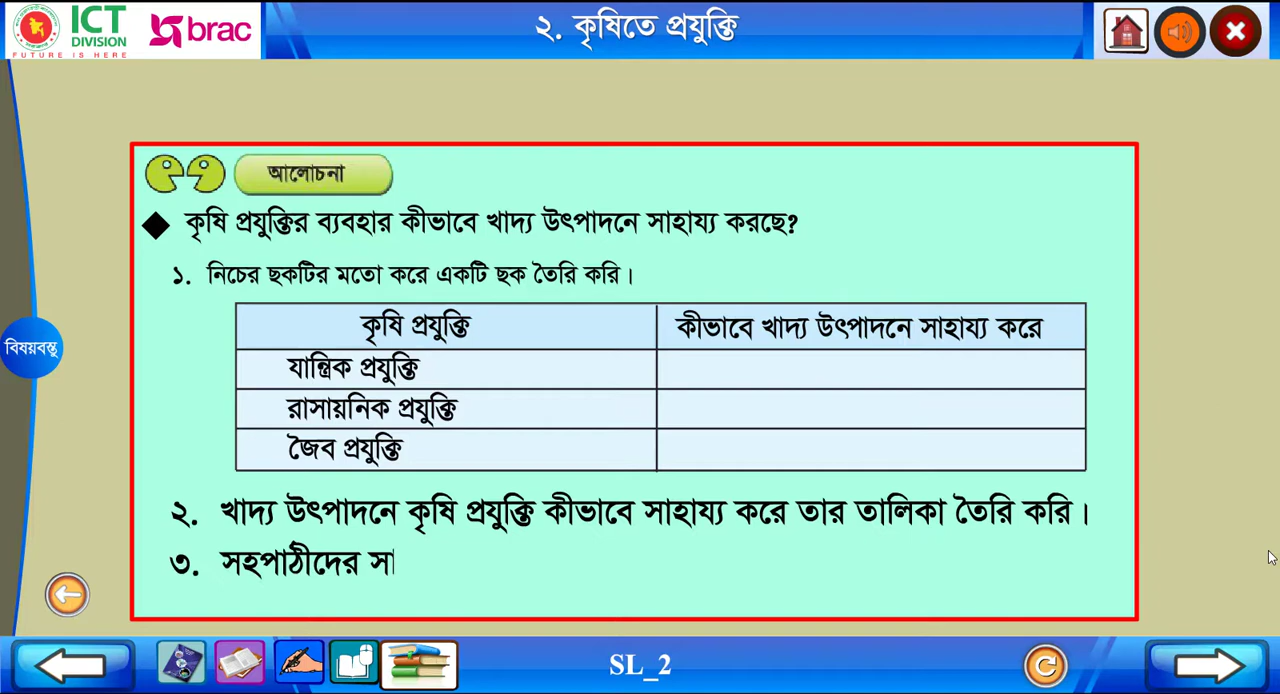 ICT
DIVISION
FUTURE IS HERE
brac
২. কৃষিতে প্রযুক্তি
আলোচনা
কৃষি প্রযুক্তির ব্যবহার কীভাবে খাদ্য উৎপাদনে সাহায্য করছে?
১. নিচের ছকটির মতো করে একটি ছক তৈরি করি।
কৃষি প্রযুক্তি কীভাবে খাদ্য উৎপাদনে সাহায্য করে
যান্ত্রিক প্রযুক্তি
রাসায়নিক প্রযুক্তি
জৈব প্রযুক্তি
বিষয়বস্তু
২. খাদ্য উৎপাদনে কৃষি প্রযুক্তি কীভাবে সাহায্য করে তার তালিকা তৈরি করি।
৩. সহপাঠীদের সা
SL_2